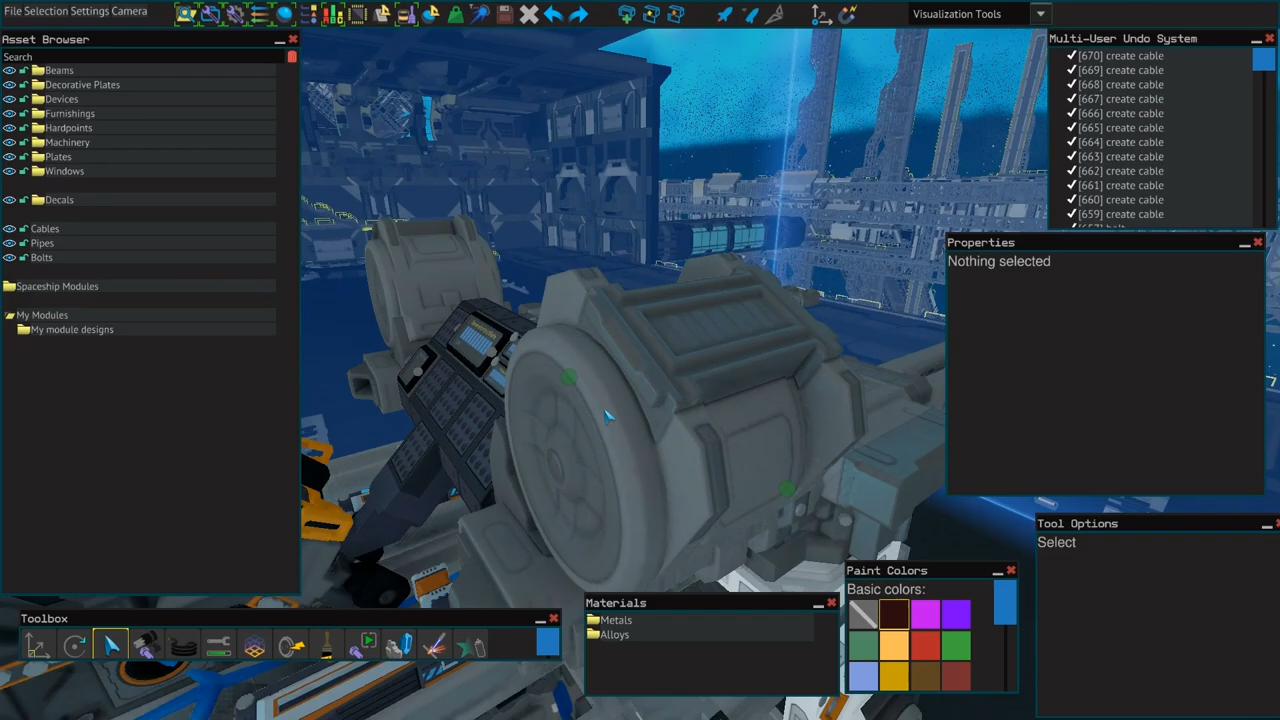 File Selection Settings Camera
Visualization Tools
Asset Browser
Search
Beams
Decorative Plates
Devices
Furnishings
Hardpoints
Machinery
Plates
Windows
Decals
Cables
Pipes
Bolts
Spaceship Modules
My Modules
My module designs
Multi-User Undo System
[670] create cable
[669] create cable
[668] create cable
[667] create cable
[666] create cable
[665] create cable
[664] create cable
[663] create cable
[662] create cable
[661] create cable
[660] create cable
[659] create cable
Properties
Nothing selected
Tool Options
Select
Paint Colors
Basic colors:
Materials
Metals
Alloys
Toolbox